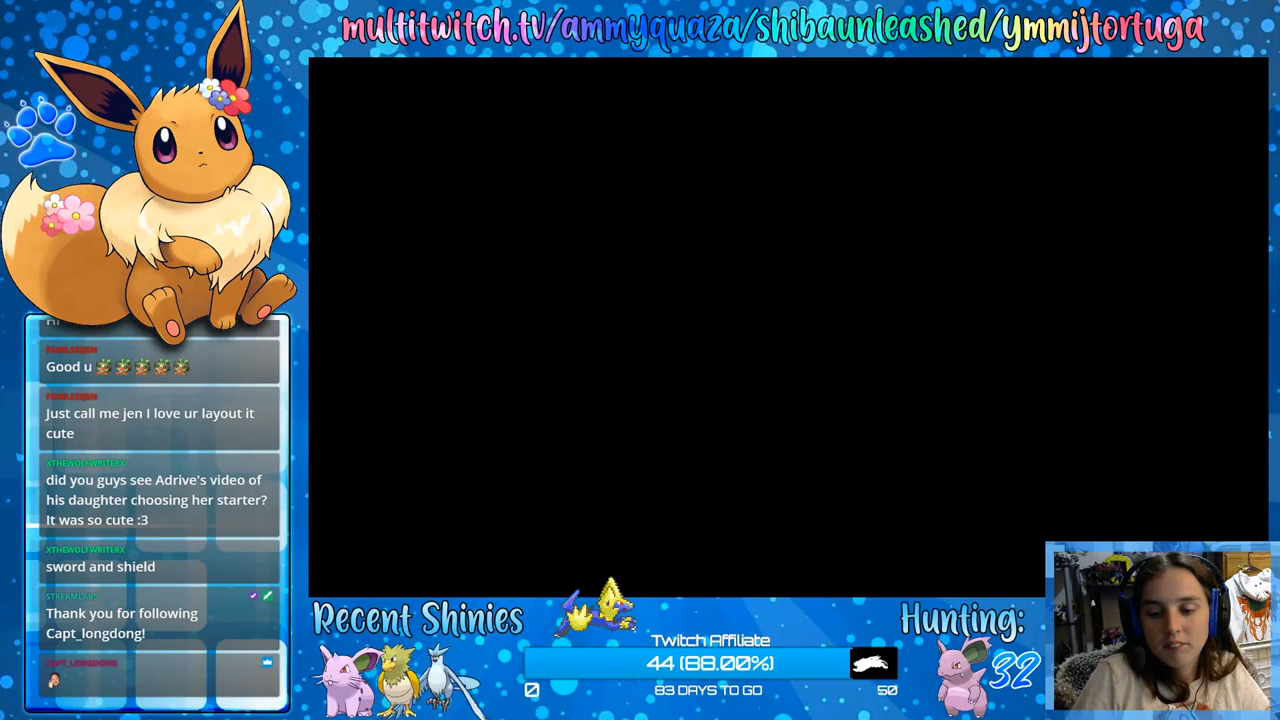 multitwitch.tv/ammyquaza/shibaunleashed/ymmijtortuga
FEARLESSJEN
Good u
FEARLESSJEN
Just call me jen I love ur layout it
cute
XTHEWOLFWRITERX
did you guys see Adrive's video of
his daughter choosing her starter?
It was so cute :3
XTHEWOLFWRITERX
sword and shield
STREAMLABS
Thank you for following
Capt_longdong!
CAPT_LONGDONG
Recent Shinies
Twitch Affiliate
44 (88.00%)
0
83 DAYS TO GO
50
Hunting:
32